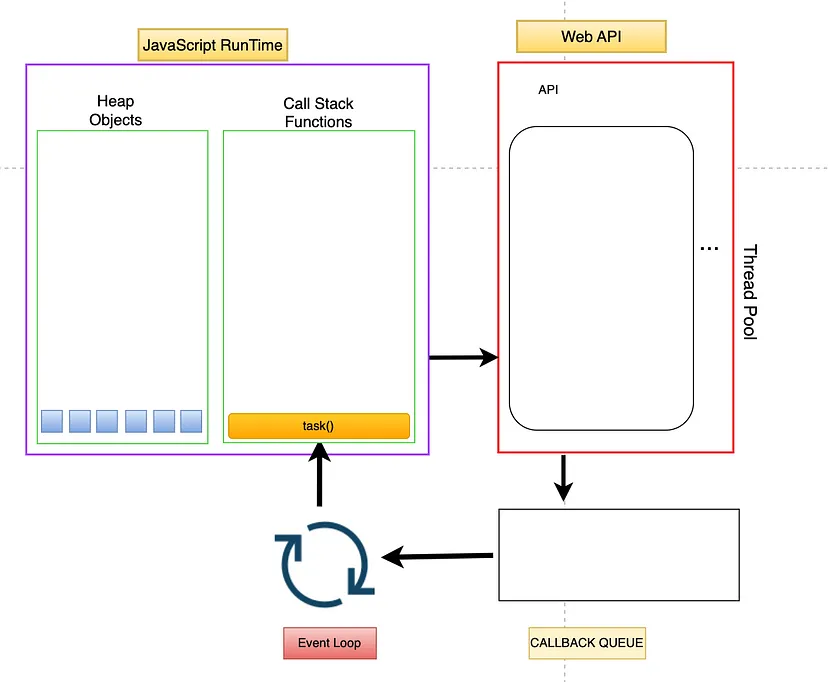 JavaScript RunTime
Web API
Heap
Objects
Call Stack
Functions
API
...
Thread Pool
task()
Event Loop
CALLBACK QUEUE